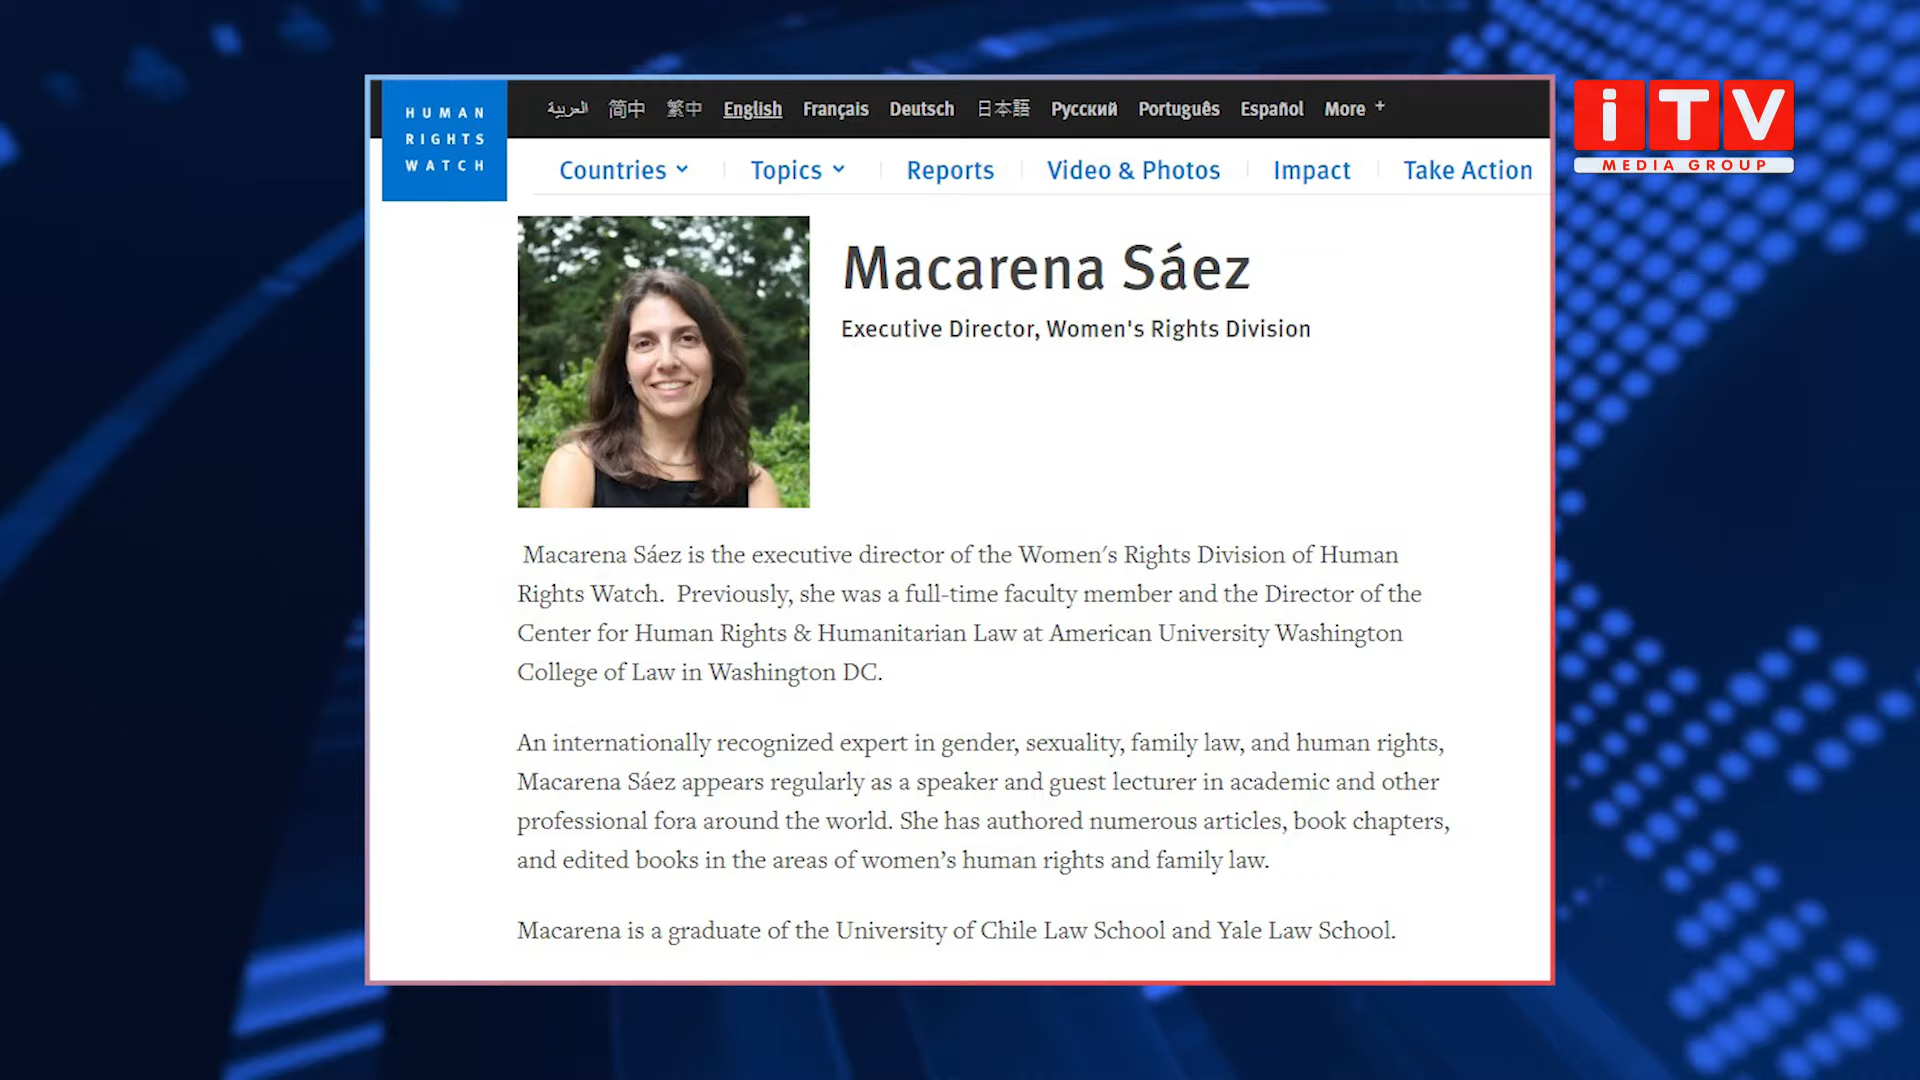 HUMAN
RIGHTS
WATCH
العربية 简中 繁中 English Français Deutsch 日本語 Русский Português Español More +
Countries Topics Reports Video & Photos Impact Take Action
iTV
MEDIA GROUP
Macarena Sáez
Executive Director, Women's Rights Division
Macarena Sáez is the executive director of the Women's Rights Division of Human
Rights Watch. Previously, she was a full-time faculty member and the Director of the
Center for Human Rights & Humanitarian Law at American University Washington
College of Law in Washington DC.
An internationally recognized expert in gender, sexuality, family law, and human rights,
Macarena Sáez appears regularly as a speaker and guest lecturer in academic and other
professional fora around the world. She has authored numerous articles, book chapters,
and edited books in the areas of women’s human rights and family law.
Macarena is a graduate of the University of Chile Law School and Yale Law School.